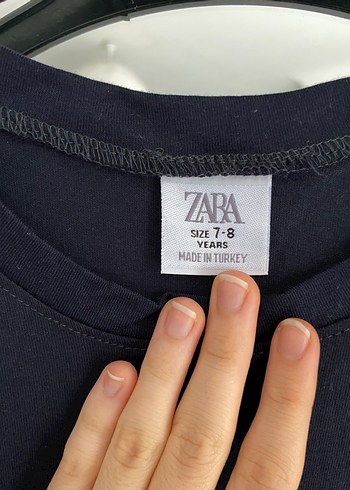 ZARA
SIZE 7-8
YEARS
MADE IN TURKEY